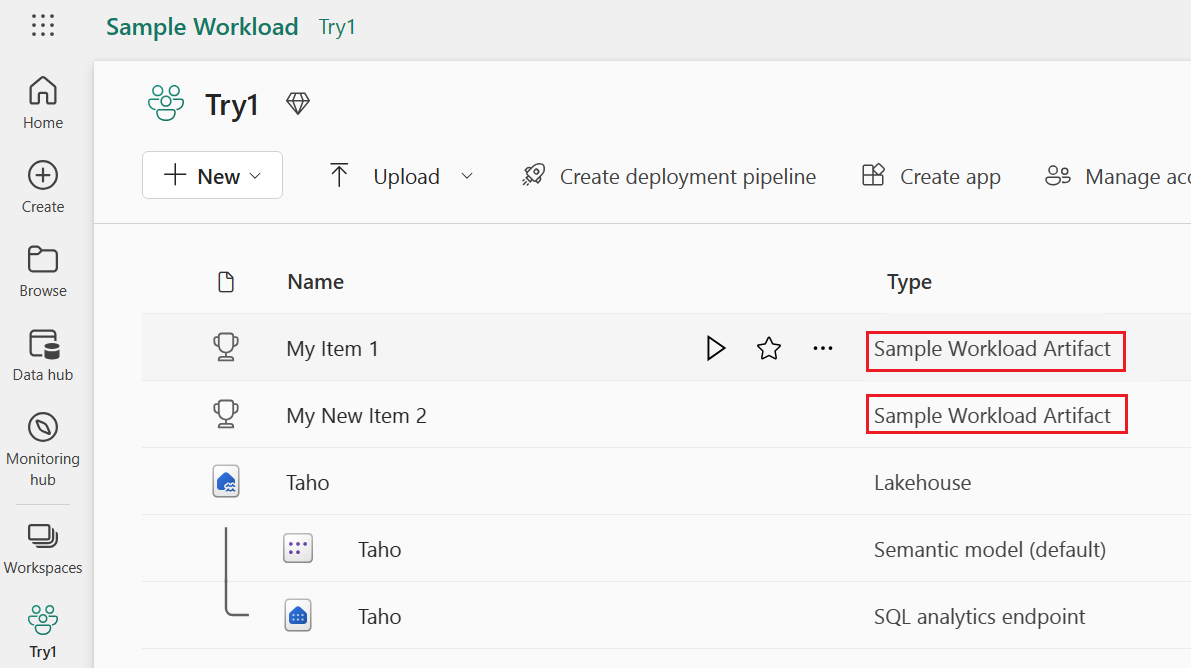 Sample Workload Try1
Home
Create
Browse
Data hub
Monitoring
hub
Workspaces
Try1
Try1
New
Upload
Create deployment pipeline
Create app
Manage acc
Name Type
My Item 1 Sample Workload Artifact
My New Item 2 Sample Workload Artifact
Taho Lakehouse
Taho Semantic model (default)
Taho SQL analytics endpoint